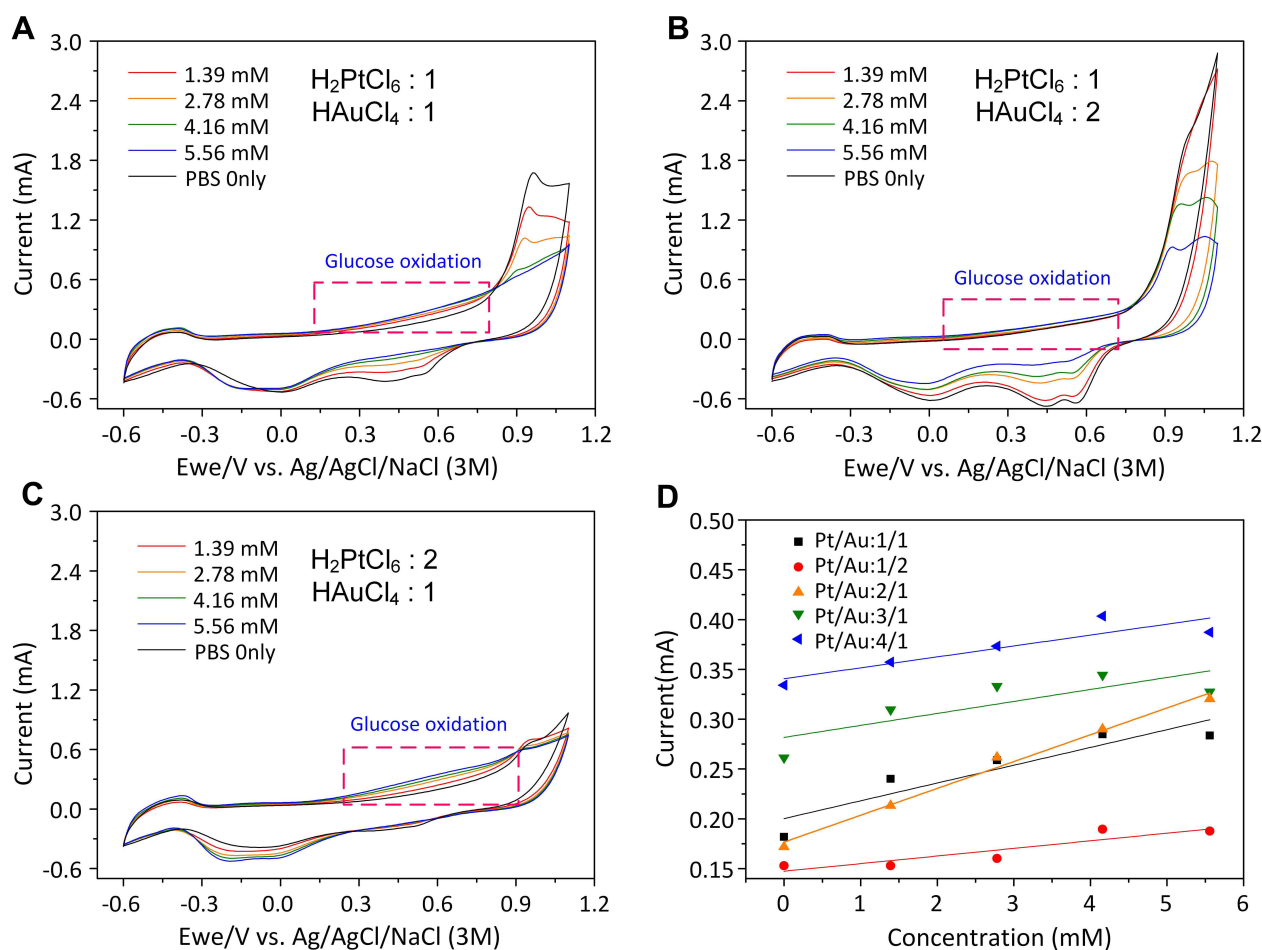 A
3.0
2.4
1.8
1.2
0.6
0.0
-0.6
Current (mA)
1.39 mM
2.78 mM
4.16 mM
5.56 mM
PBS 0nly
H₂PtCl₆ : 1
HAuCl₄ : 1
Glucose oxidation
-0.6 -0.3 0.0 0.3 0.6 0.9 1.2
Ewe/V vs. Ag/AgCl/NaCl (3M)
B
3.0
2.4
1.8
1.2
0.6
0.0
-0.6
Current (mA)
1.39 mM
2.78 mM
4.16 mM
5.56 mM
PBS 0nly
H₂PtCl₆ : 1
HAuCl₄ : 2
Glucose oxidation
-0.6 -0.3 0.0 0.3 0.6 0.9 1.2
Ewe/V vs. Ag/AgCl/NaCl (3M)
C
3.0
2.4
1.8
1.2
0.6
0.0
-0.6
Current (mA)
1.39 mM
2.78 mM
4.16 mM
5.56 mM
PBS 0nly
H₂PtCl₆ : 2
HAuCl₄ : 1
Glucose oxidation
-0.6 -0.3 0.0 0.3 0.6 0.9 1.2
Ewe/V vs. Ag/AgCl/NaCl (3M)
D
0.50
0.45
0.40
0.35
0.30
0.25
0.20
0.15
Current(mA)
Pt/Au:1/1
Pt/Au:1/2
Pt/Au:2/1
Pt/Au:3/1
Pt/Au:4/1
0 1 2 3 4 5 6
Concentration (mM)